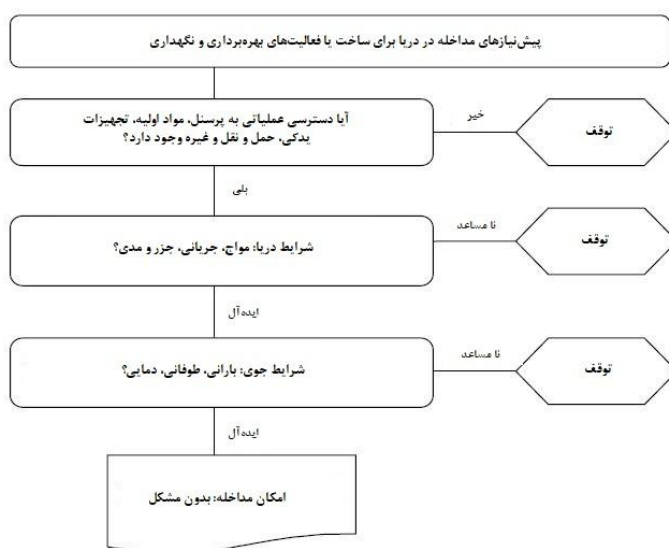 پیش‌نیازهای مداخله در دریا برای ساخت یا فعالیت‌های بهره‌برداری و نگهداری
آیا دسترسی عملیاتی به پرسنل، مواد اولیه، تجهیزات
یدکی، حمل و نقل و غیره وجود دارد؟
خیر
توقف
بلی
شرایط دریا: مواج، جریانی، جزر و مدی؟
نا مساعد
توقف
ایده آل
شرایط جوی: بارانی، طوفانی، دمایی؟
نا مساعد
توقف
ایده آل
امکان مداخله: بدون مشکل